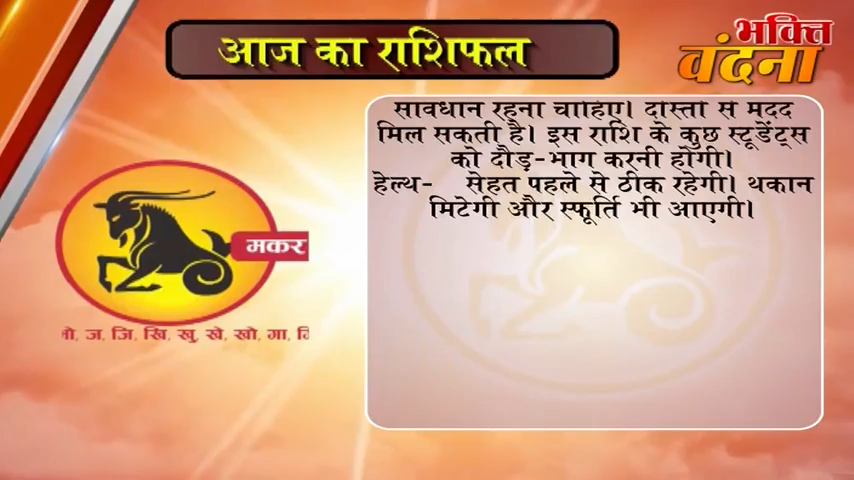 आज का राशिफल
भक्ति
वंदना
सावधान रहना चाहिए। दोस्तों से मदद
मिल सकती है। इस राशि के कुछ स्टूडेंट्स
को दौड़-भाग करनी होगी।
हेल्थ- सेहत पहले से ठीक रहेगी। थकान
मिटेगी और स्फूर्ति भी आएगी।
मकर
ज, जि, खि, खु, खे, खो, गा,